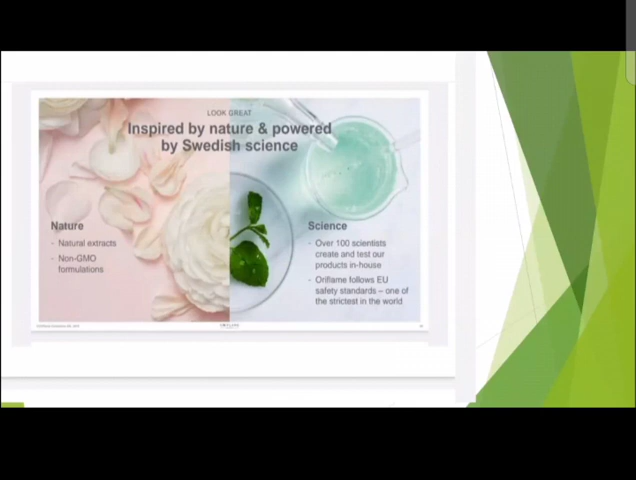 LOOK GREAT
Inspired by nature & powered
by Swedish science
Nature
- Natural extracts
- Non-GMO
formulations
Science
- Over 100 scientists
create and test our
products in-house
- Oriflame follows EU
safety standards – one of
the strictest in the world